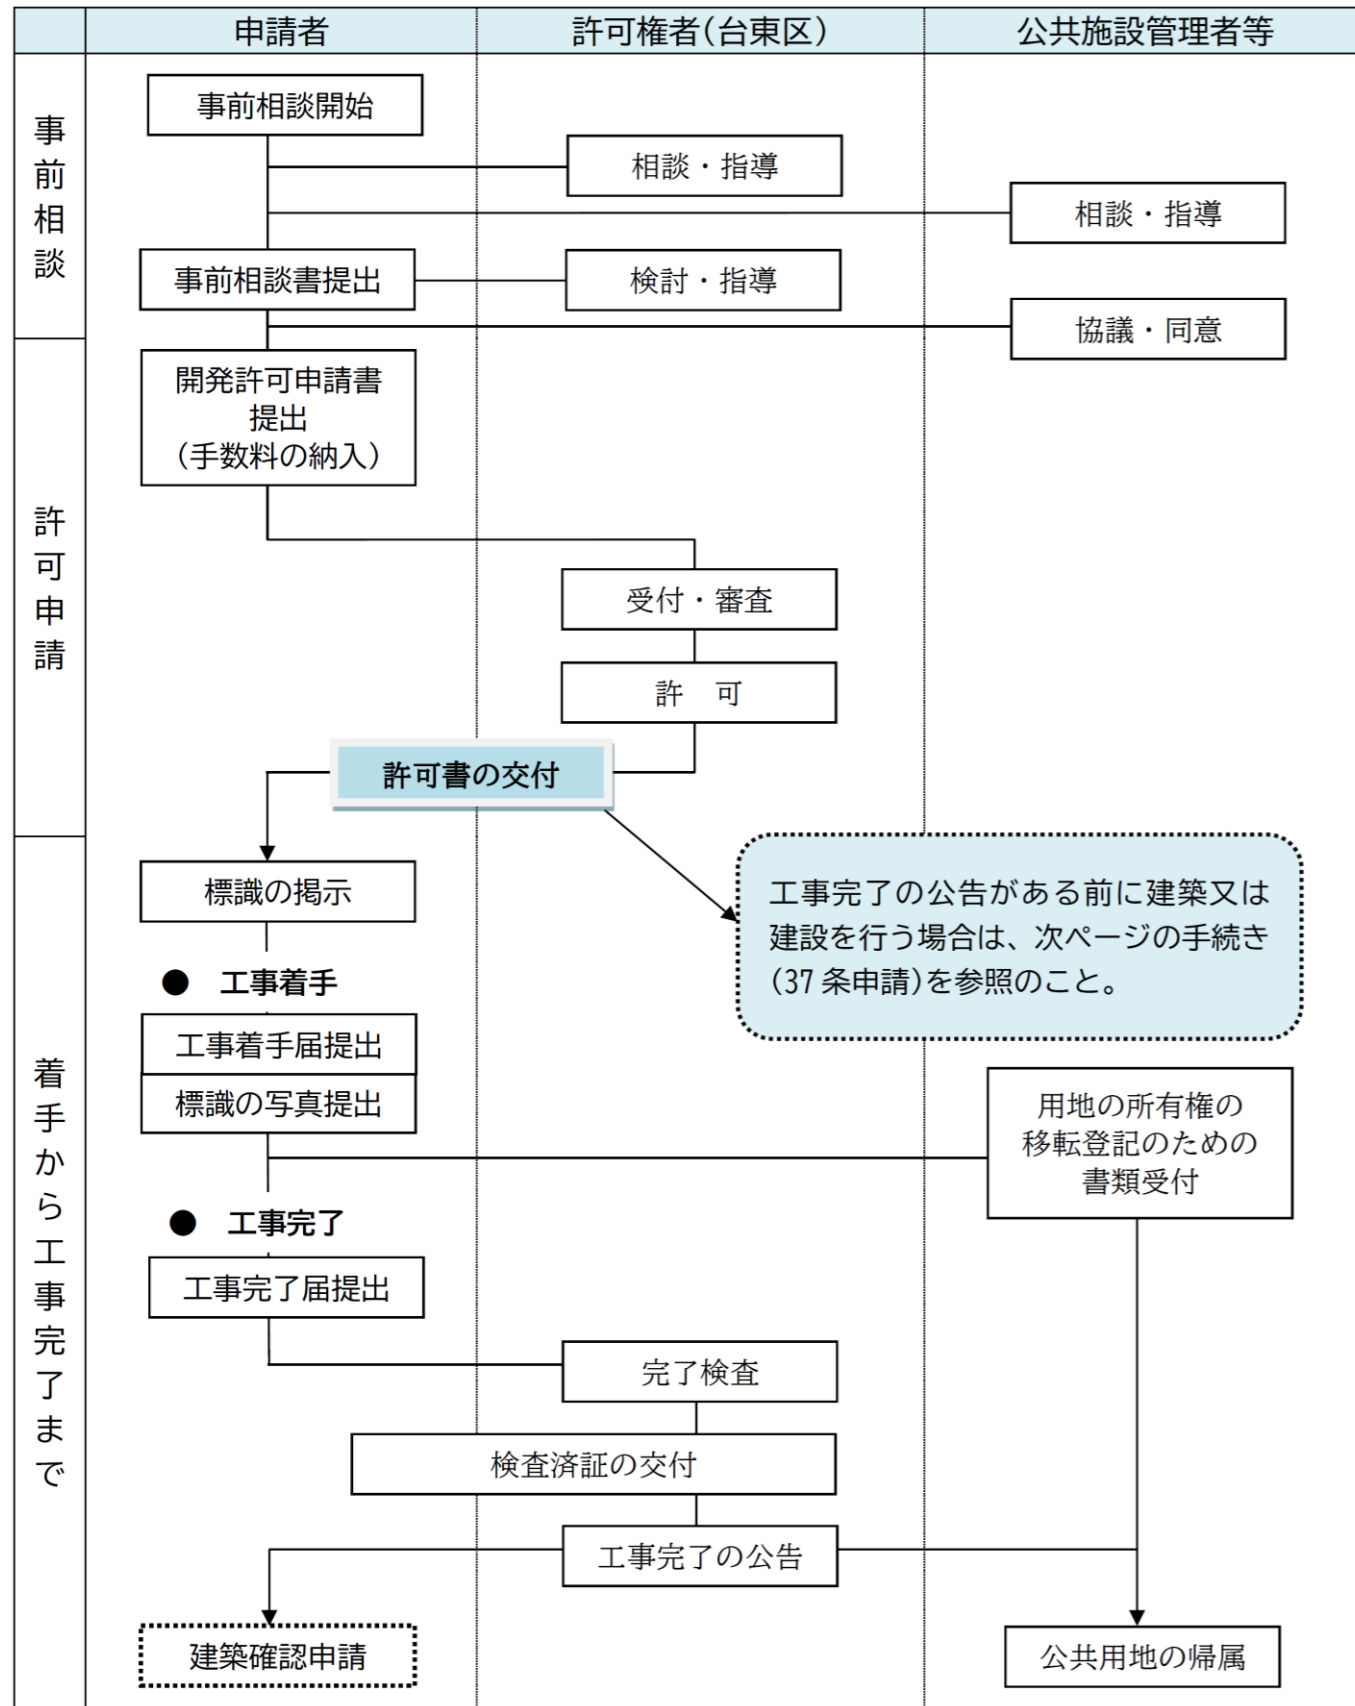 申請者
許可権者(台東区)
公共施設管理者等
事前相談
事前相談開始
相談・指導
相談・指導
事前相談書提出
検討・指導
協議・同意
許可申請
開発許可申請書
提出
(手数料の納入)
受付・審査
許 可
許可書の交付
着手から工事完了まで
標識の掲示
工事完了の公告がある前に建築又は
建設を行う場合は、次ページの手続き
(37条申請)を参照のこと。
● 工事着手
工事着手届提出
標識の写真提出
用地の所有権の
移転登記のための
書類受付
● 工事完了
工事完了届提出
完了検査
検査済証の交付
工事完了の公告
建築確認申請
公共用地の帰属